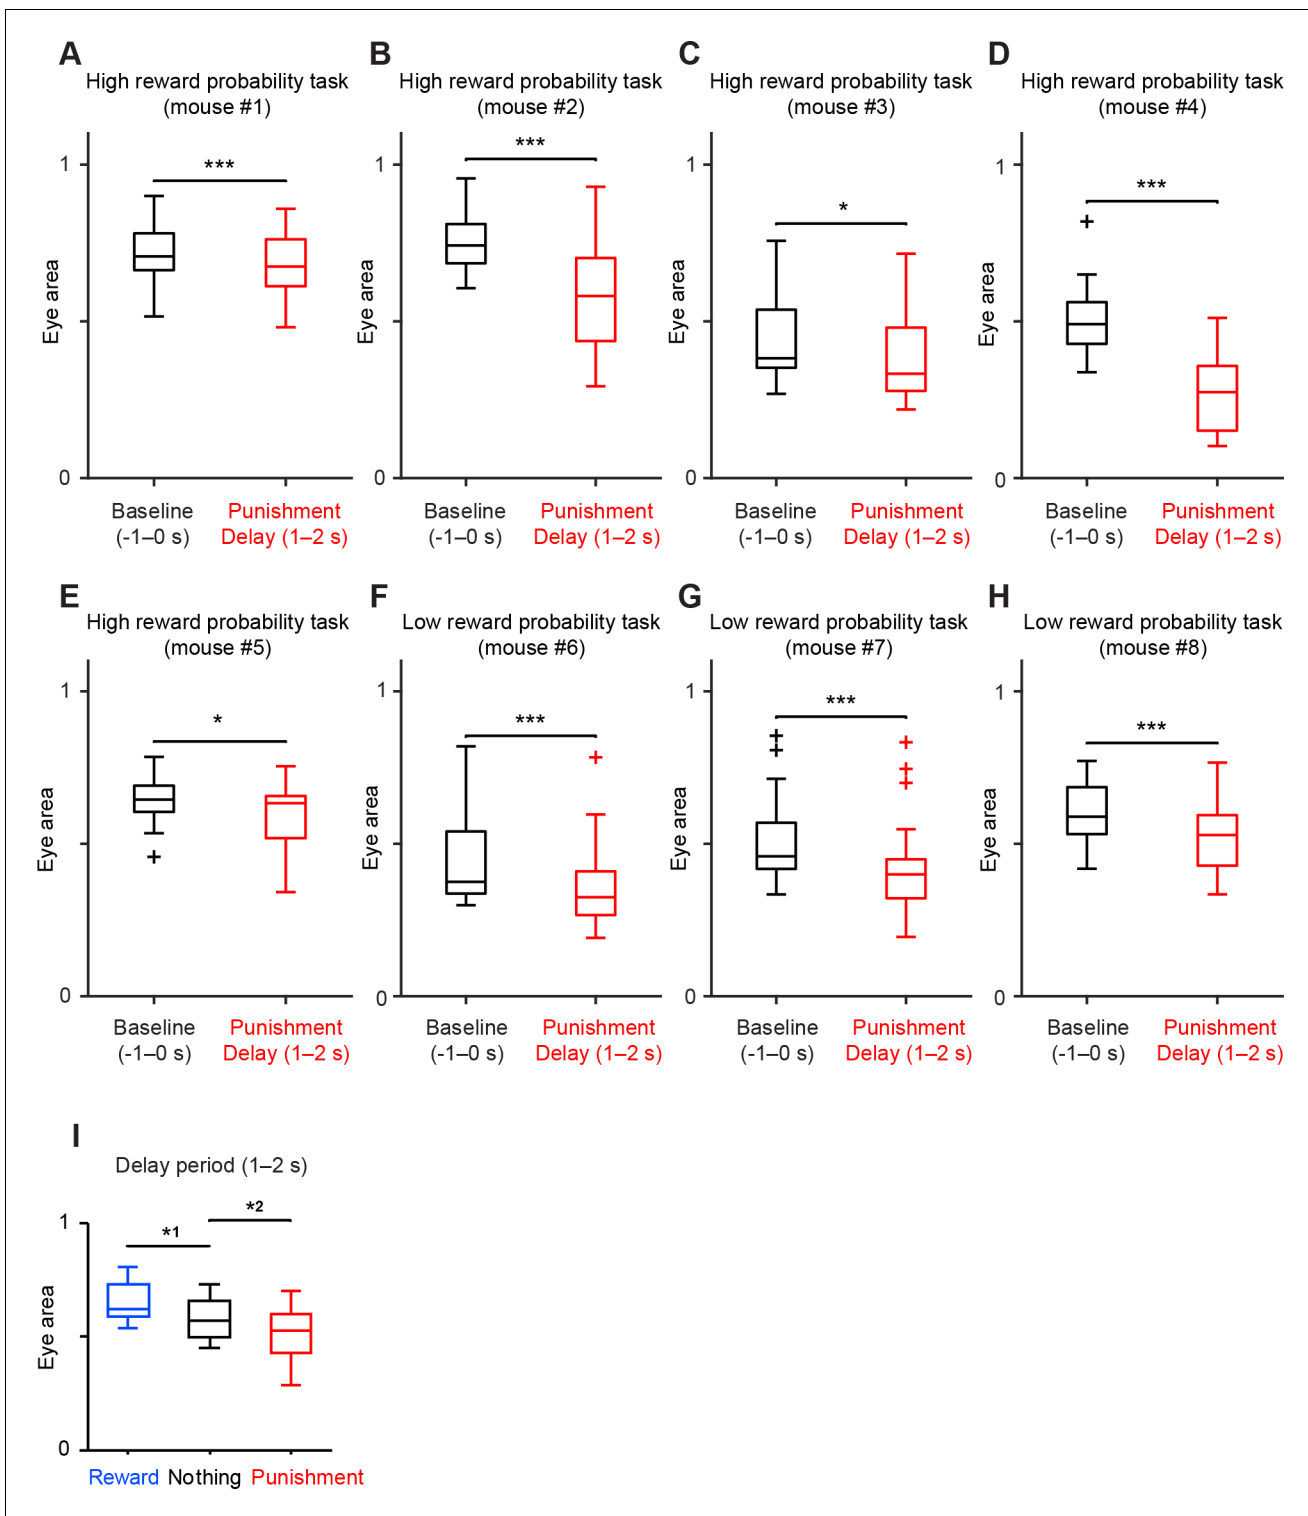 A
High reward probability task
(mouse #1)
1
***
Eye area
0
Baseline
(-1–0 s)
Punishment
Delay (1–2 s)
B
High reward probability task
(mouse #2)
1
***
Eye area
0
Baseline
(-1–0 s)
Punishment
Delay (1–2 s)
C
High reward probability task
(mouse #3)
1
*
Eye area
0
Baseline
(-1–0 s)
Punishment
Delay (1–2 s)
D
High reward probability task
(mouse #4)
1
***
Eye area
0
Baseline
(-1–0 s)
Punishment
Delay (1–2 s)
E
High reward probability task
(mouse #5)
1
*
Eye area
0
Baseline
(-1–0 s)
Punishment
Delay (1–2 s)
F
Low reward probability task
(mouse #6)
1
***
Eye area
0
Baseline
(-1–0 s)
Punishment
Delay (1–2 s)
G
Low reward probability task
(mouse #7)
1
***
Eye area
0
Baseline
(-1–0 s)
Punishment
Delay (1–2 s)
H
Low reward probability task
(mouse #8)
1
***
Eye area
0
Baseline
(-1–0 s)
Punishment
Delay (1–2 s)
I
Delay period (1–2 s)
1
*1
*2
Eye area
0
Reward Nothing Punishment